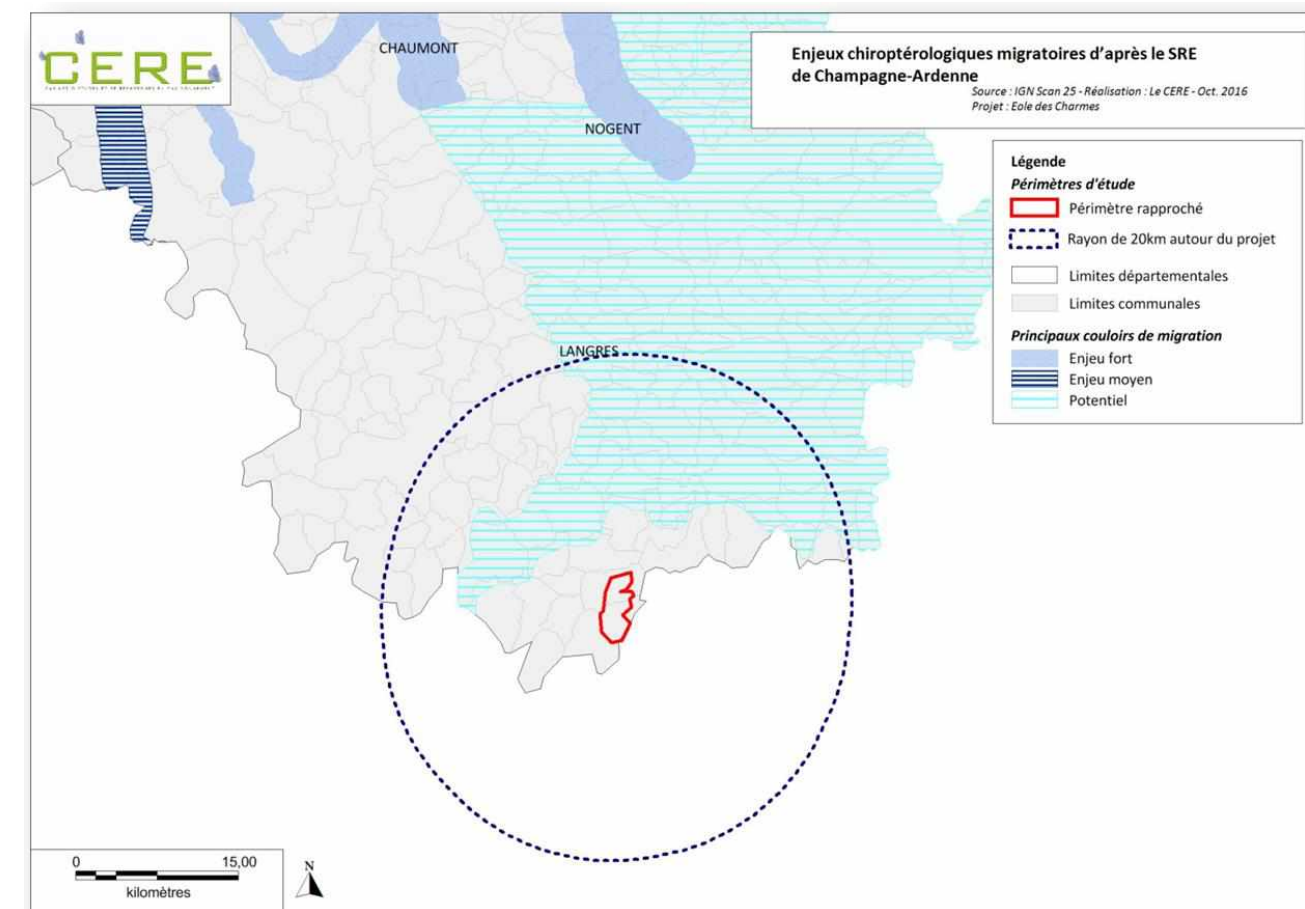 CERE
CHAUMONT
NOGENT
LANGRES
Enjeux chiroptérologiques migratoires d'après le SRE
de Champagne-Ardenne
Source : IGN Scan 25 - Réalisation : Le CERE - Oct. 2016
Projet : Eole des Charmes
Légende
Périmètres d'étude
Périmètre rapproché
Rayon de 20km autour du projet
Limites départementales
Limites communales
Principaux couloirs de migration
Enjeu fort
Enjeu moyen
Potentiel
0 15,00
kilomètres
N